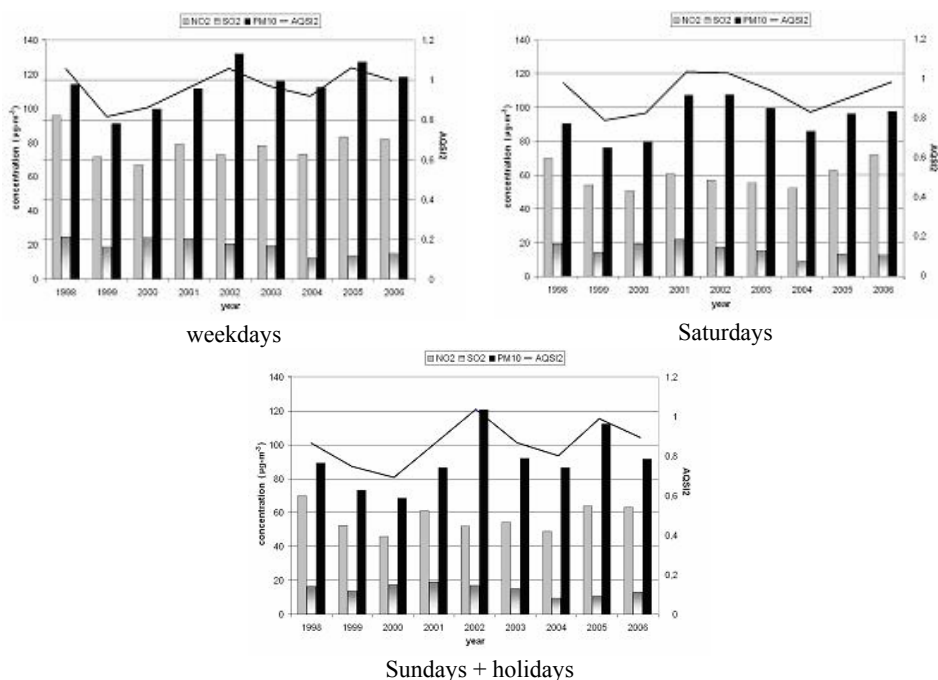 NO2 SO2 PM10 AQSI2
140
120
100
80
60
40
20
0
concentration (µg·m-3)
1,2
1
0,8
0,6
0,4
0,2
0
AQSI2
1998 1999 2000 2001 2002 2003 2004 2005 2006
year
weekdays
NO2 SO2 PM10 AQSI2
140
120
100
80
60
40
20
0
concentration (µg·m-3)
1,2
1
0,8
0,6
0,4
0,2
0
AQSI2
1998 1999 2000 2001 2002 2003 2004 2005 2006
year
Saturdays
NO2 SO2 PM10 AQSI2
140
120
100
80
60
40
20
0
concentration (µg·m-3)
1,2
1
0,8
0,6
0,4
0,2
0
AQSI2
1998 1999 2000 2001 2002 2003 2004 2005 2006
year
Sundays + holidays